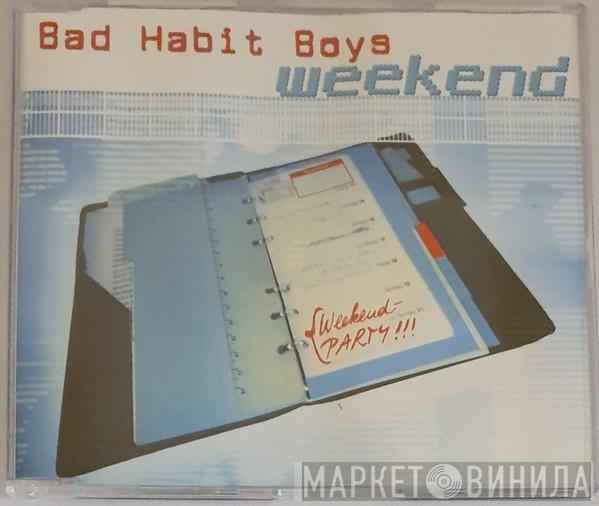 Bad Habit Boys
weekend
Weekend-
PARTY!!!
МАРКЕТ ВИНИЛА